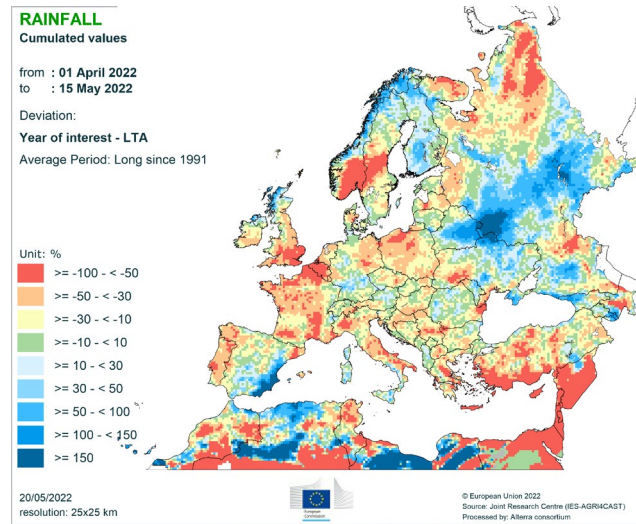 RAINFALL
Cumulated values
from : 01 April 2022
to : 15 May 2022
Deviation:
Year of interest - LTA
Average Period: Long since 1991
Unit: %
>= -100 - < -50
>= -50 - < -30
>= -30 - < -10
>= -10 - < 10
>= 10 - < 30
>= 30 - < 50
>= 50 - < 100
>= 100 - < 150
>= 150
20/05/2022
resolution: 25x25 km
European
Commission
© European Union 2022
Source: Joint Research Centre (IES-AGRI4CAST)
Processed by: Alterra consortium